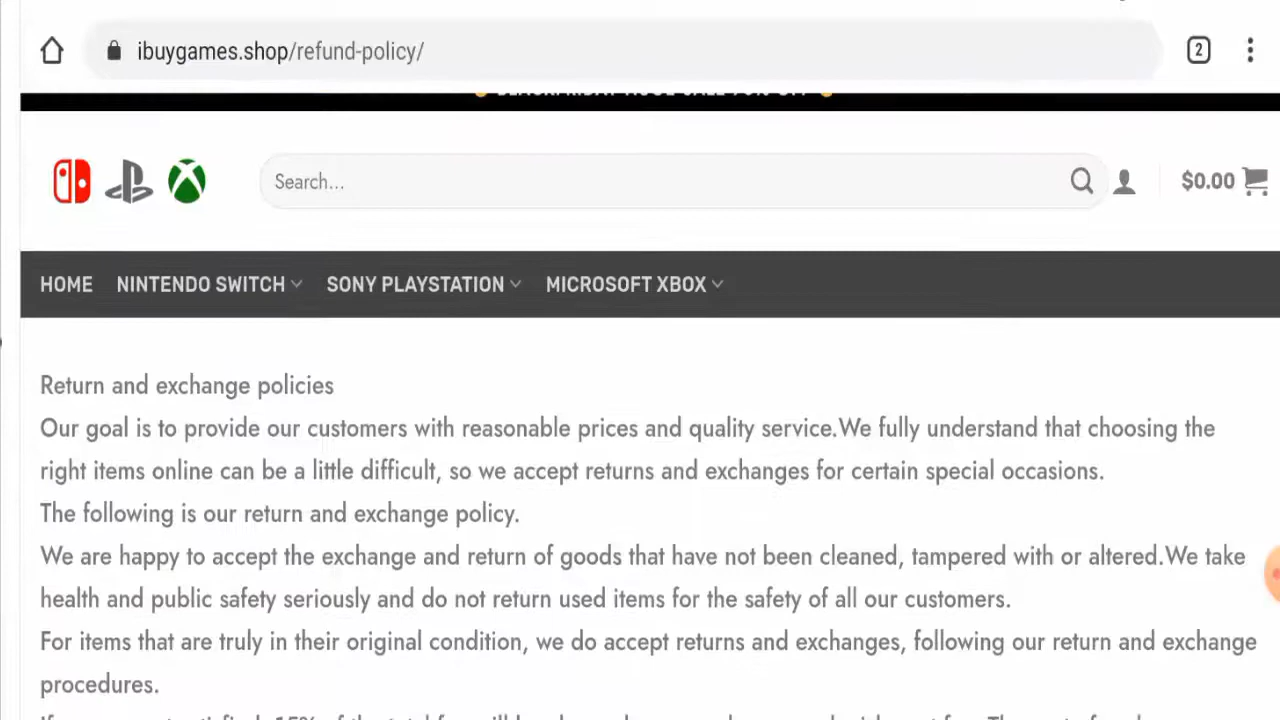 ibuygames.shop/refund-policy/
2
Search...
$0.00
HOME NINTENDO SWITCH SONY PLAYSTATION MICROSOFT XBOX
Return and exchange policies
Our goal is to provide our customers with reasonable prices and quality service.We fully understand that choosing the
right items online can be a little difficult, so we accept returns and exchanges for certain special occasions.
The following is our return and exchange policy.
We are happy to accept the exchange and return of goods that have not been cleaned, tampered with or altered.We take
health and public safety seriously and do not return used items for the safety of all our customers.
For items that are truly in their original condition, we do accept returns and exchanges, following our return and exchange
procedures.